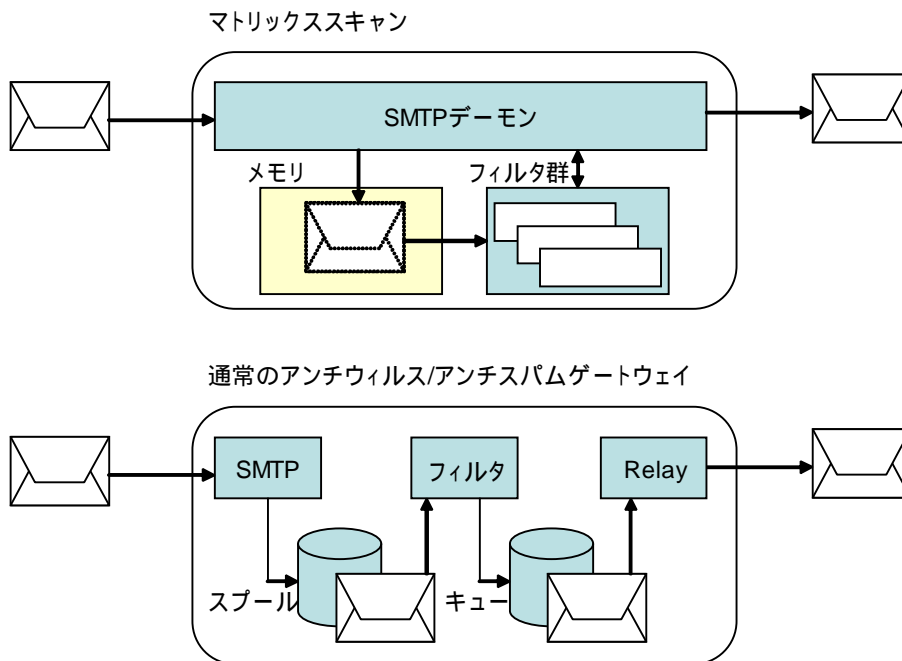 マトリックススキャン
SMTPデーモン
メモリ
フィルタ群
通常のアンチウィルス/アンチスパムゲートウェイ
SMTP
フィルタ
Relay
スプール
キュー